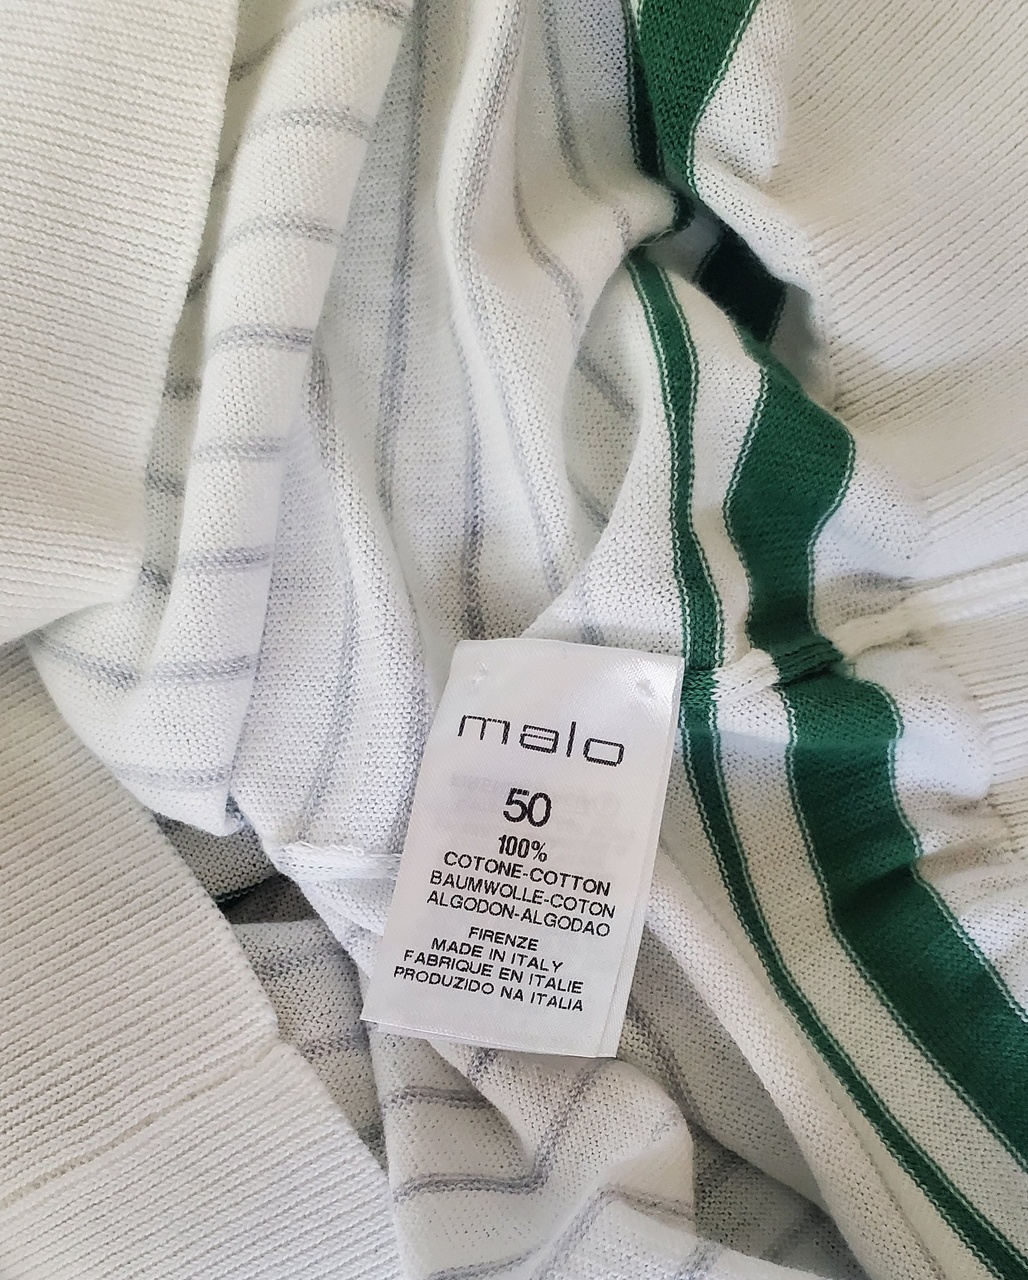 malo
50
100%
COTONE-COTTON
BAUMWOLLE-COTON
ALGODON-ALGODAO
FIRENZE
MADE IN ITALY
FABRIQUE EN ITALIE
PRODUZIDO NA ITALIA